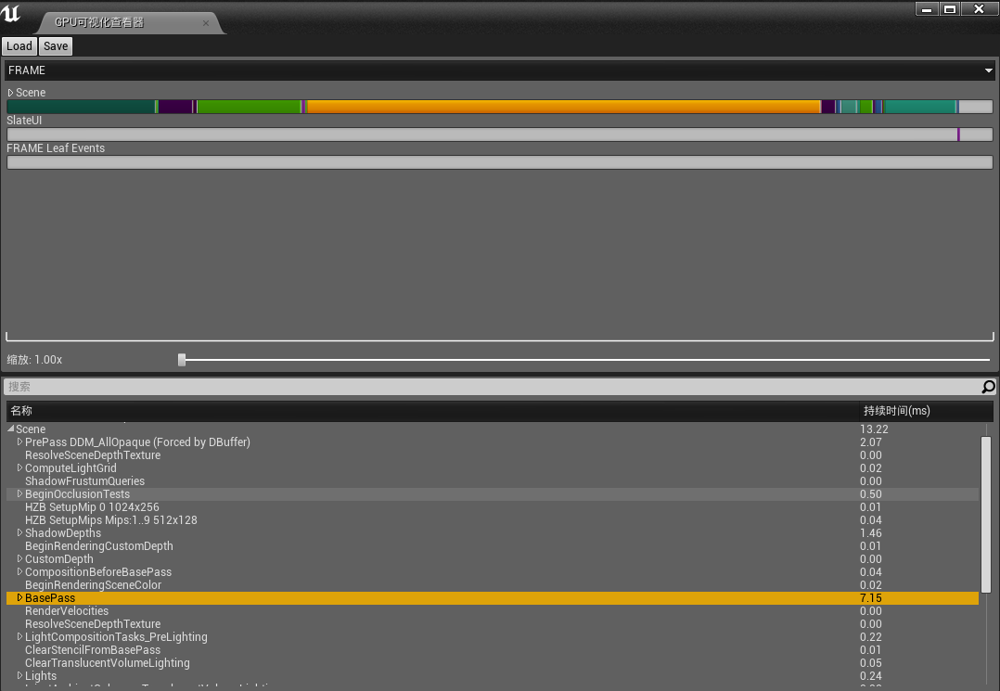 GPU可视化查看器
Load Save
FRAME
Scene
SlateUI
FRAME Leaf Events
缩放: 1.00x
搜索
名称 持续时间(ms)
Scene 13.22
PrePass DDM_AllOpaque (Forced by DBuffer) 2.07
ResolveSceneDepthTexture 0.00
ComputeLightGrid 0.02
ShadowFrustumQueries 0.00
BeginOcclusionTests 0.50
HZB SetupMip 0 1024x256 0.01
HZB SetupMips Mips:1..9 512x128 0.04
ShadowDepths 1.46
BeginRenderingCustomDepth 0.01
CustomDepth 0.00
CompositionBeforeBasePass 0.04
BeginRenderingSceneColor 0.02
BasePass 7.15
RenderVelocities 0.00
ResolveSceneDepthTexture 0.00
LightCompositionTasks_PreLighting 0.22
ClearStencilFromBasePass 0.01
ClearTranslucentVolumeLighting 0.05
Lights 0.24